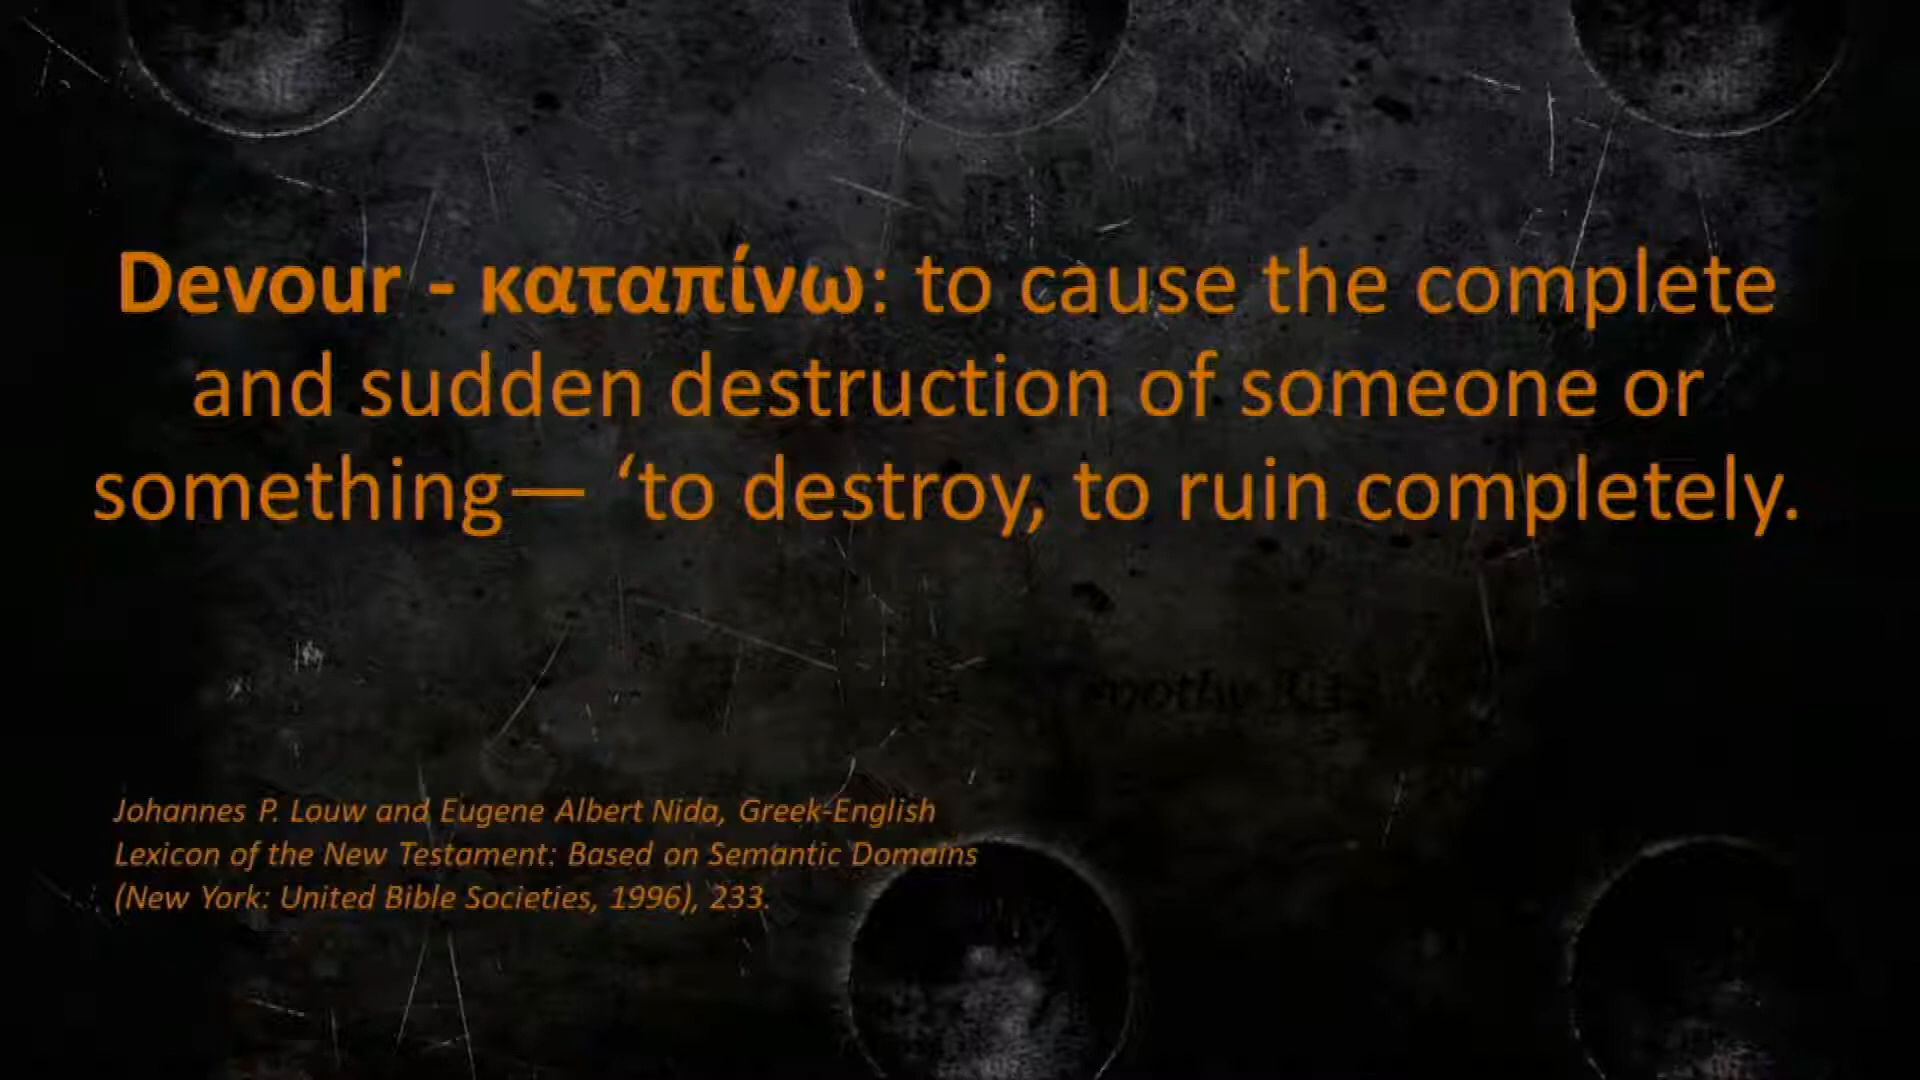 Devour - καταπίνω: to cause the complete
and sudden destruction of someone or
something— ‘to destroy, to ruin completely.
Johannes P. Louw and Eugene Albert Nida, Greek-English
Lexicon of the New Testament: Based on Semantic Domains
(New York: United Bible Societies, 1996), 233.